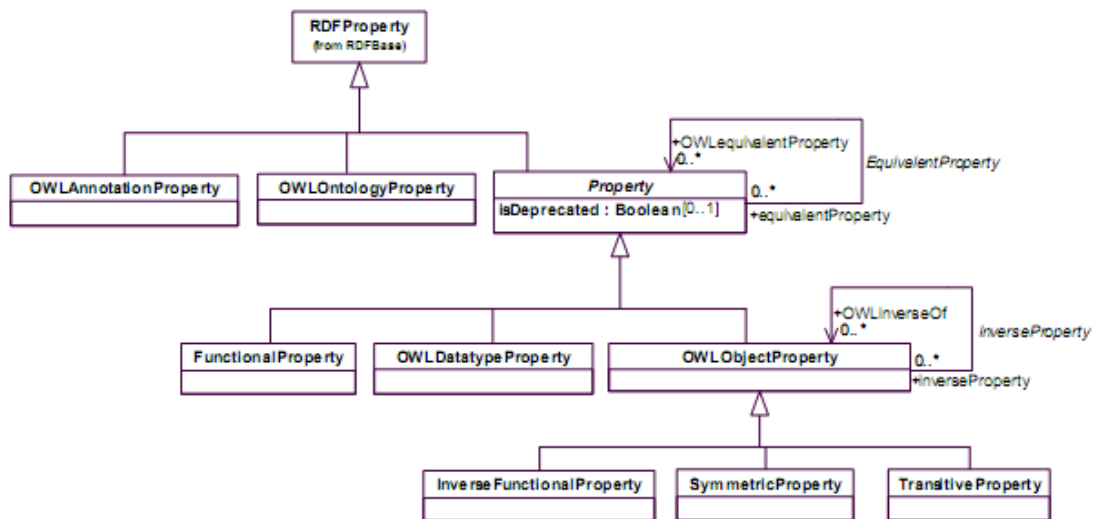 RDFProperty
(from RDFBase)
+OWLequivalentProperty
0..*
EquivalentProperty
OWLAnnotationProperty
OWLOntologyProperty
Property
0..*
isDeprecated : Boolean[0..1]
+equivalentProperty
+OWLInverseOf
0..*
InverseProperty
FunctionalProperty
OWLDatatypeProperty
OWLObjectProperty
0..*
+inverseProperty
InverseFunctionalProperty
SymmetricProperty
TransitiveProperty